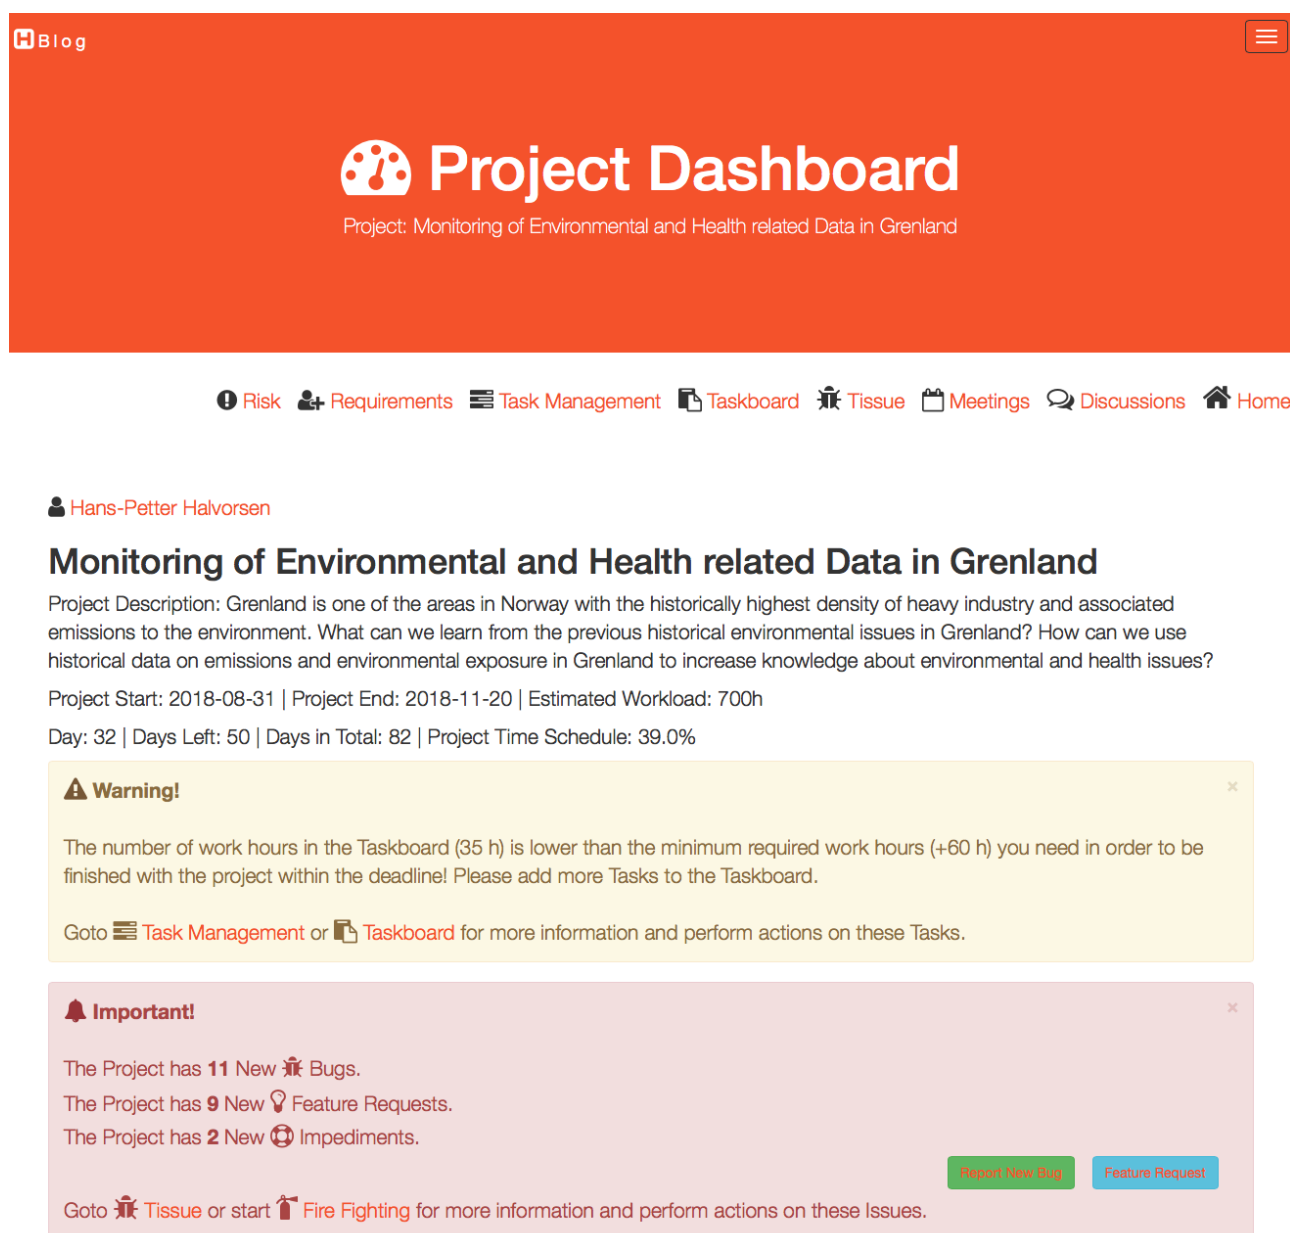 H Blog
Project Dashboard
Project: Monitoring of Environmental and Health related Data in Grenland
Risk Requirements Task Management Taskboard Tissue Meetings Discussions Home
Hans-Petter Halvorsen
Monitoring of Environmental and Health related Data in Grenland
Project Description: Grenland is one of the areas in Norway with the historically highest density of heavy industry and associated
emissions to the environment. What can we learn from the previous historical environmental issues in Grenland? How can we use
historical data on emissions and environmental exposure in Grenland to increase knowledge about environmental and health issues?
Project Start: 2018-08-31 | Project End: 2018-11-20 | Estimated Workload: 700h
Day: 32 | Days Left: 50 | Days in Total: 82 | Project Time Schedule: 39.0%
Warning! ×
The number of work hours in the Taskboard (35 h) is lower than the minimum required work hours (+60 h) you need in order to be
finished with the project within the deadline! Please add more Tasks to the Taskboard.
Goto Task Management or Taskboard for more information and perform actions on these Tasks.
Important! ×
The Project has 11 New Bugs.
The Project has 9 New Feature Requests.
The Project has 2 New Impediments.
Report New Bug Feature Request
Goto Tissue or start Fire Fighting for more information and perform actions on these Issues.